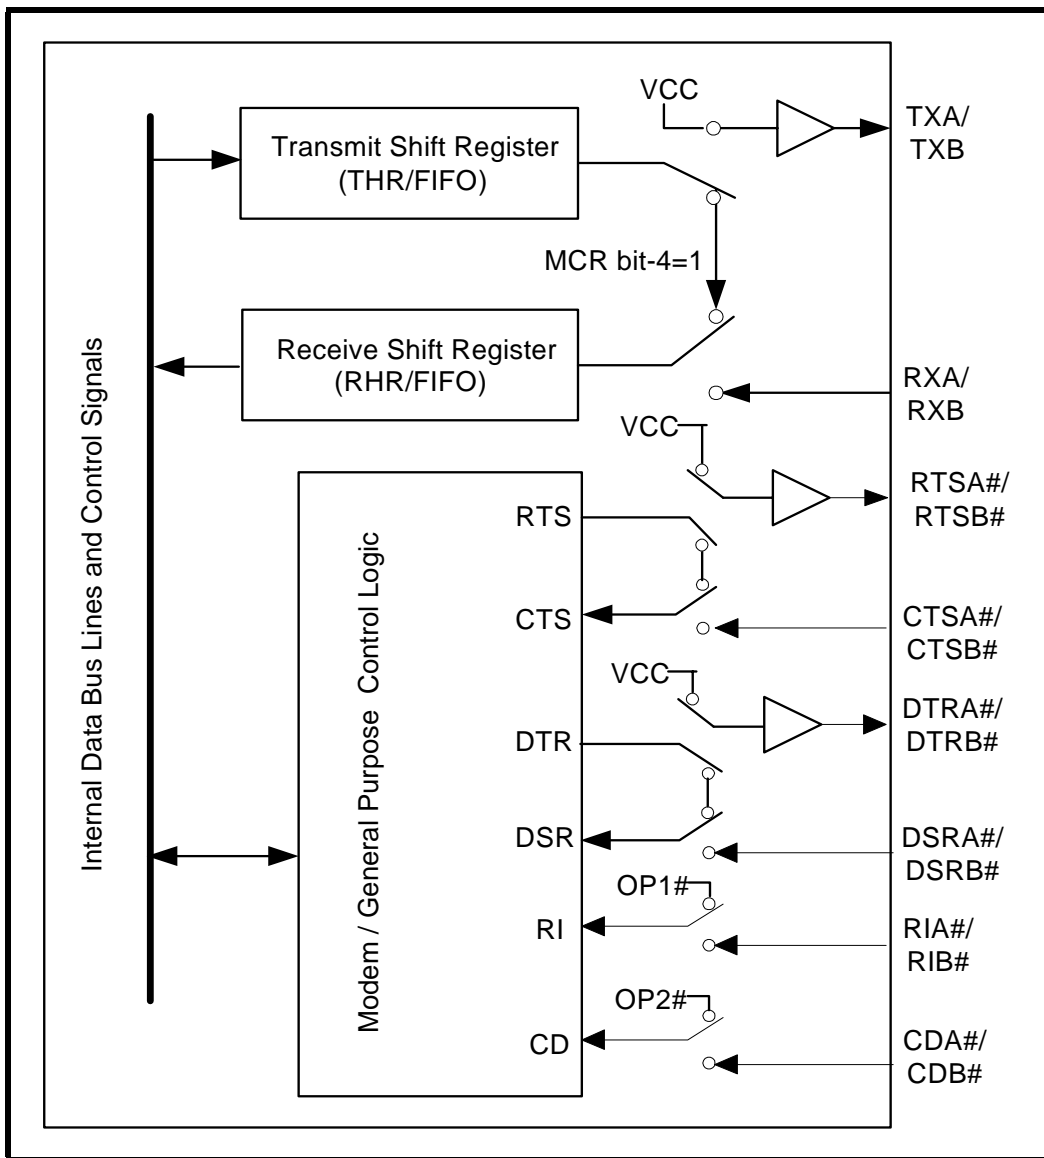 VCC
TXA/
TXB
Transmit Shift Register
(THR/FIFO)
MCR bit-4=1
Receive Shift Register
(RHR/FIFO)
RXA/
RXB
VCC
RTSA#/
RTSB#
RTS
CTS
CTSA#/
CTSB#
VCC
DTRA#/
DTRB#
DTR
DSR
DSRA#/
DSRB#
OP1#
RI
RIA#/
RIB#
OP2#
CD
CDA#/
CDB#
Internal Data Bus Lines and Control Signals
Modem / General Purpose Control Logic